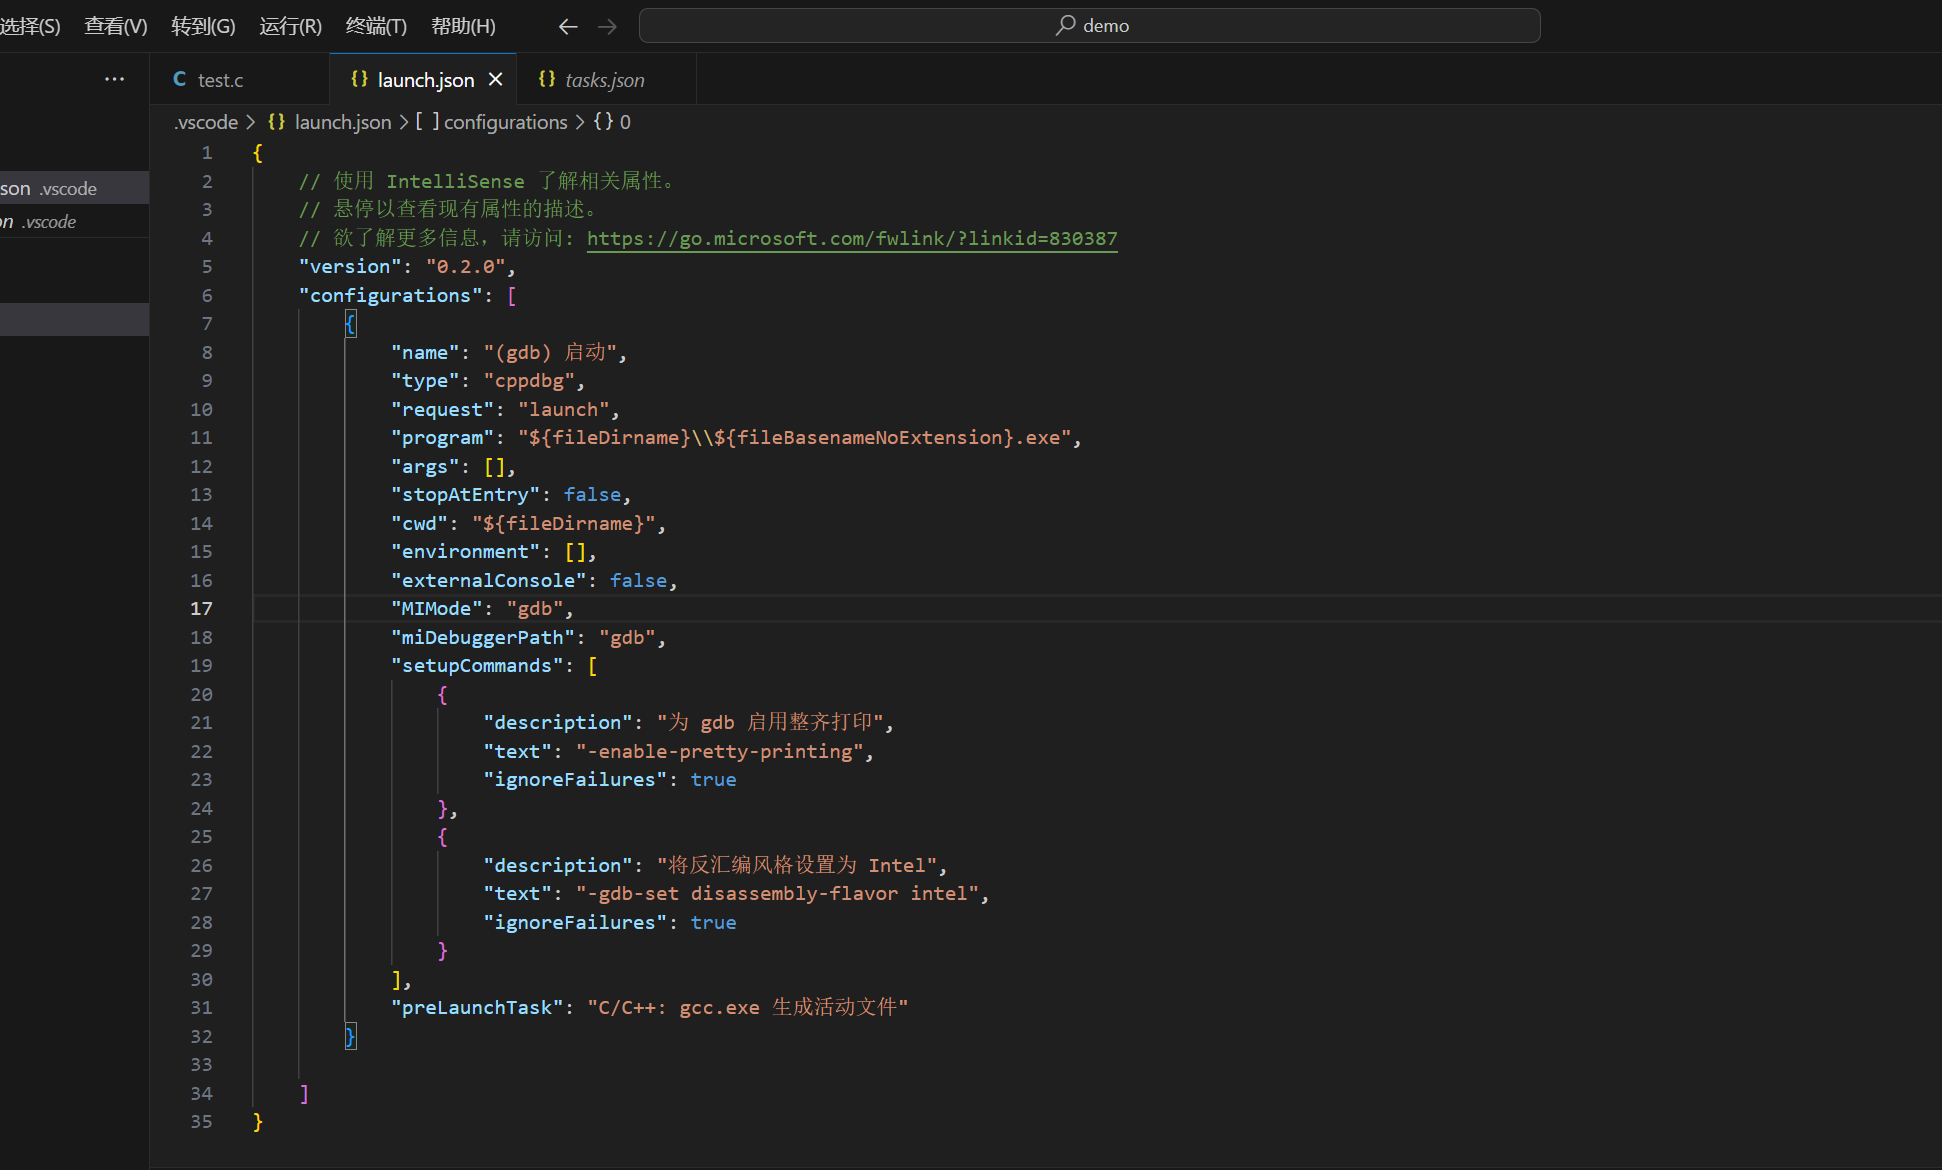 选择(S) 查看(V) 转到(G) 运行(R) 终端(T) 帮助(H) demo
test.c launch.json tasks.json
.vscode > {} launch.json > [ ] configurations > {} 0
son .vscode
on .vscode
1 {
2 // 使用 IntelliSense 了解相关属性。
3 // 悬停以查看现有属性的描述。
4 // 欲了解更多信息，请访问: https://go.microsoft.com/fwlink/?linkid=830387
5 "version": "0.2.0",
6 "configurations": [
7 {
8 "name": "(gdb) 启动",
9 "type": "cppdbg",
10 "request": "launch",
11 "program": "${fileDirname}\\${fileBasenameNoExtension}.exe",
12 "args": [],
13 "stopAtEntry": false,
14 "cwd": "${fileDirname}",
15 "environment": [],
16 "externalConsole": false,
17 "MIMode": "gdb",
18 "miDebuggerPath": "gdb",
19 "setupCommands": [
20 {
21 "description": "为 gdb 启用整齐打印",
22 "text": "-enable-pretty-printing",
23 "ignoreFailures": true
24 },
25 {
26 "description": "将反汇编风格设置为 Intel",
27 "text": "-gdb-set disassembly-flavor intel",
28 "ignoreFailures": true
29 }
30 ],
31 "preLaunchTask": "C/C++: gcc.exe 生成活动文件"
32 }
33
34 ]
35 }